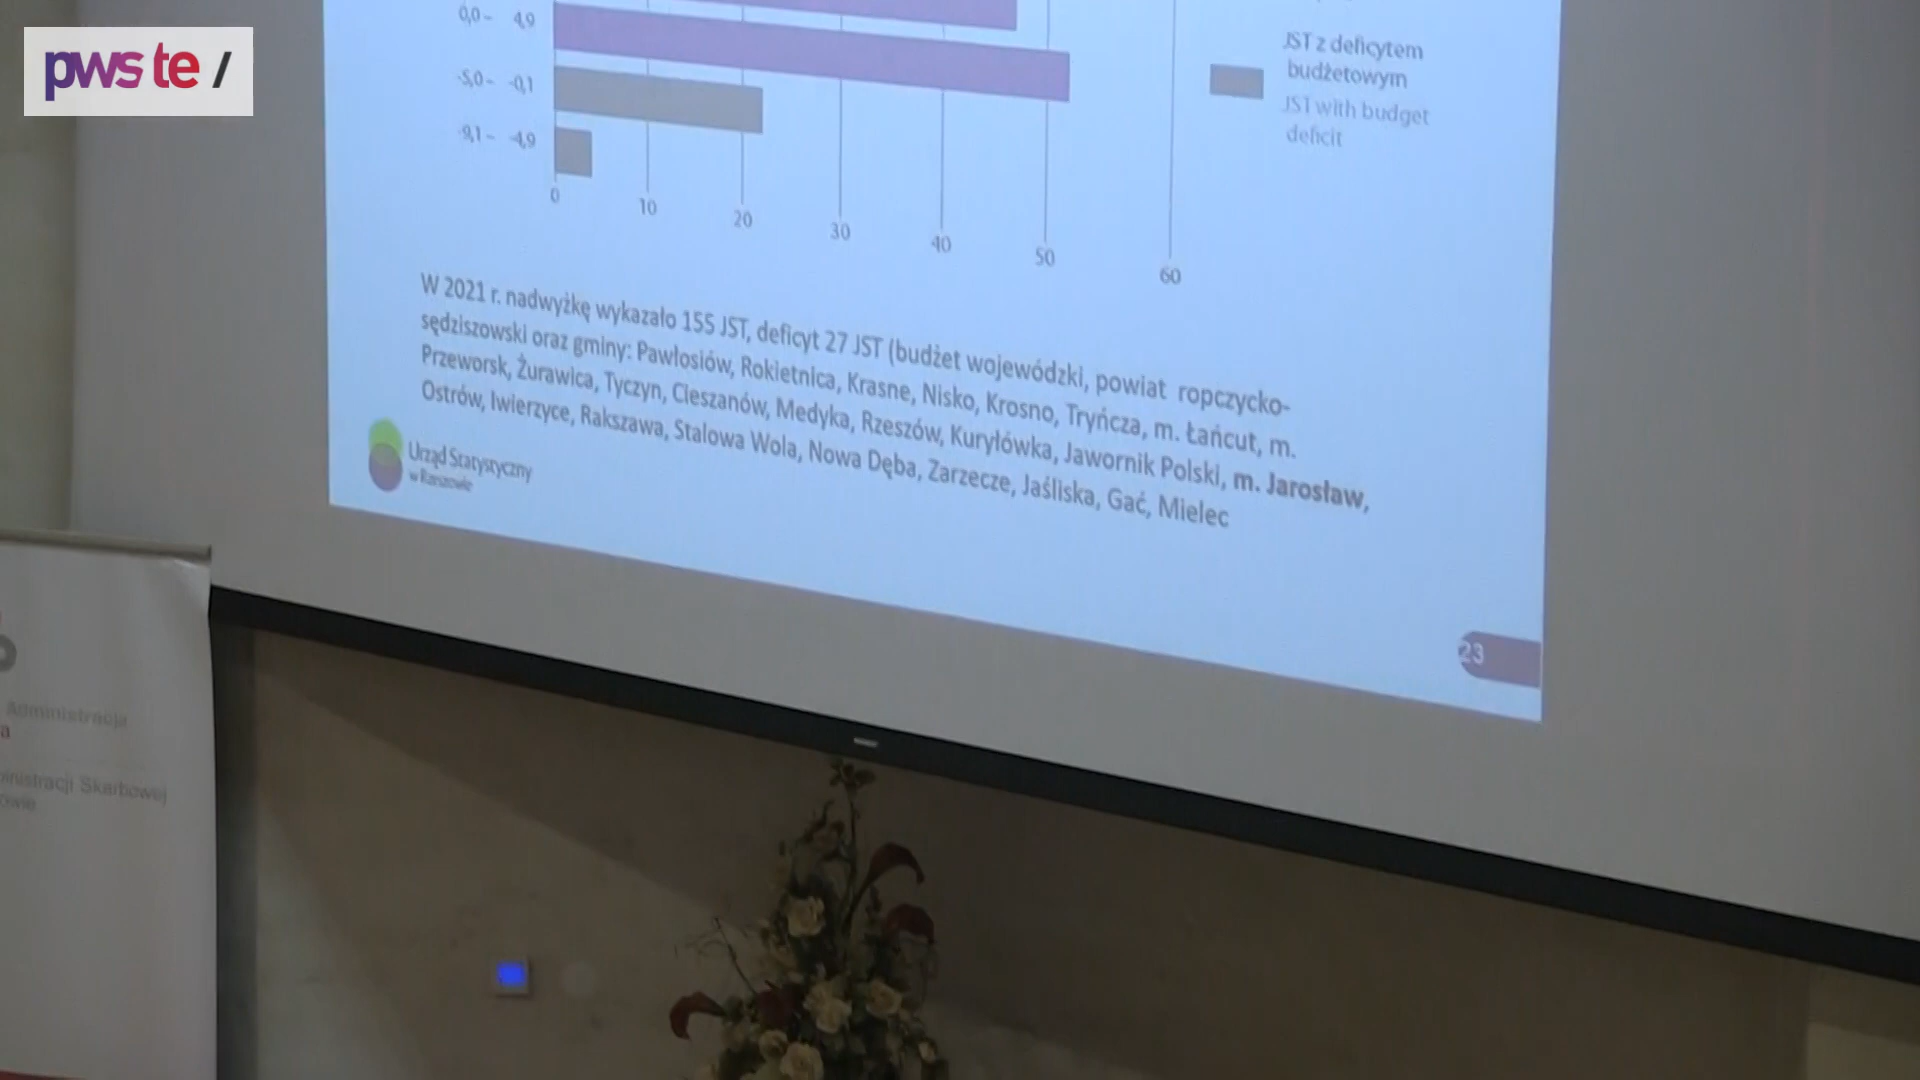 pwste/
0,0 – 4,9
-5,0 – -0,1
-9,1 – -4,9
0 10 20 30 40 50 60
JST z deficytem
budżetowym
JST with budget
deficit
W 2021 r. nadwyżkę wykazało 155 JST, deficyt 27 JST (budżet wojewódzki, powiat ropczycko-
sędziszowski oraz gminy: Pawłosiów, Rokietnica, Krasne, Nisko, Krosno, Tryńcza, m. Łańcut, m.
Przeworsk, Żurawica, Tyczyn, Cieszanów, Medyka, Rzeszów, Kuryłówka, Jawornik Polski, m. Jarosław,
Ostrów, Iwierzyce, Rakszawa, Stalowa Wola, Nowa Dęba, Zarzecze, Jaśliska, Gać, Mielec
Urząd Statystyczny
w Rzeszowie
23
Administracja
Skarbowej